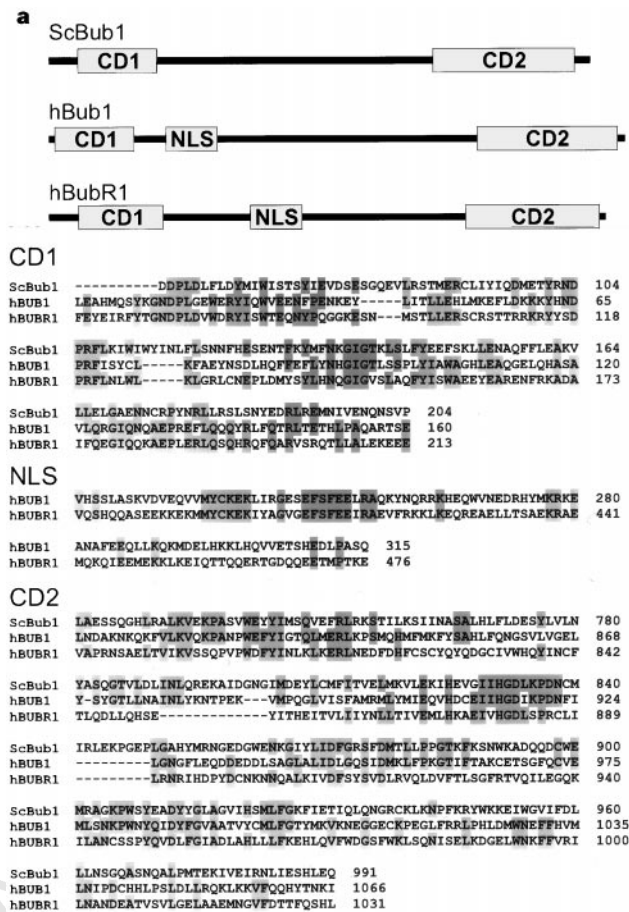 a
ScBub1
CD1 CD2
hBub1
CD1 NLS CD2
hBubR1
CD1 NLS CD2
CD1
ScBub1 ---------DDPLDLFLDYMIWISTSYIEVDSESGQEVLRSTMERCLIYIQDMETYRND 104
hBUB1 LEAHMQSYKGNDPLGEWERYIQWVEENFPENKEY-----LITLLEHLMKEFLDKKKYHND 65
hBUBR1 FEYEIRFYTGNDPLDVWDRYISWTEQNYPQGGKESN---MSTLLERSCRSTTRRKRYYSD 118
ScBub1 PRFLKIWIWYINLFLSNNFHESENTFKYMFNKGIGTKLSLFYEEFSKLLENAQFFLEAKV 164
hBUB1 PRFISYCL-----KFAEYNSDLHQFFEFLYNHGIGTLSSPLYIAWAGHLEAQGELQHASA 120
hBUBR1 PRFLNLWL-----KLGRLCNEPLDMYSYLHNQGIGVSLAQFYISWAEEYEARENFRKADA 173
ScBub1 LLELGAENNCRPYNRLLRSLSNYEDRLREMNIVENQNSVP 204
hBUB1 VLQRGIQNQAEPREFLQQQYRLFQTRLTETHLPAQARTSE 160
hBUBR1 IFQEGIQQKAEPLERLQSQHRQFQARVSRQTLLALEKEEE 213
NLS
hBUB1 VHSSLASKVDVEQVVMYCKEKLIRGESEFSFEELRAQKYNQRRKHEQWVNEDRHYMKRKE 280
hBUBR1 VQSHQQASEEKKEKMMYCKEKIYAGVGEFSFEEIRAEVFRKKLKEQREAELLTSAEKRAE 441
hBUB1 ANAFEEQLLKQKMDELHKKLHQVVETSHEDLPASQ 315
hBUBR1 MQKQIEEMEKKLKEIQTTQQERTGDQQEETMPTKE 476
CD2
ScBub1 LAESSQGHLRALKVEKPASVWEYYIMSQVEFRLRKSTILKSIINASALHLFLDESYLVLN 780
hBUB1 LNDAKNKQKFVLKVQKPANPWEFYIGTQLMERLKPSMQHMFMKFYSAHLFQNGSVLVGEL 868
hBUBR1 VAPRNSAELTVIKVSSQPVPWDFYINLKLKERLNEDFDHFCSCYQYQDGCIVWHQYINCF 842
ScBub1 YASQGTVLDLINLQREKAIDGNGIMDEYLCMFITVELMKVLEKIHEVGIIHGDLKPDNCM 840
hBUB1 Y-SYGTLLNAINLYKNTPEK---VMPQGLVISFAMRMLYMIEQVHDCEIIHGDIKPDNFI 924
hBUBR1 TLQDLLQHSE-------------YITHEITVLIIYNLLTIVEMLHKAEIVHGDLSPRCLI 889
ScBub1 IRLEKPGEPLGAHYMRNGEDGWENKGIYLIDFGRSFDMTLLPPGTKFKSNWKADQQDCWE 900
hBUB1 ---------LGNGFLEQDDEDDLSAGLALIDLGQSIDMKLFPKGTIFTAKCETSGFQCVE 975
hBUBR1 ---------LRNRIHDPYDCNKNNQALKIVDFSYSVDLRVQLDVFTLSGFRTVQILEGQK 940
ScBub1 MRAGKPWSYEADYYGLAGVIHSMLFGKFIETIQLQNGRCKLKNPFKRYWKKEIWGVIFDL 960
hBUB1 MLSNKPWNYQIDYFGVAATVYCMLFGTYMKVKNEGGECKPEGLFRRLPHLDMWNEFFHVM 1035
hBUBR1 ILANCSSPYQVDLFGIADLAHLLLFKEHLQVFWDGSFWKLSQNISELKDGELWNKFFVRI 1000
ScBub1 LLNSGQASNQALPMTEKIVEIRNLIESHLEQ 991
hBUB1 LNIPDCHHLPSLDLLRQKLKKVFQQHYTNKI 1066
hBUBR1 LNANDEATVSVLGELAAEMNGVFDTTFQSHL 1031